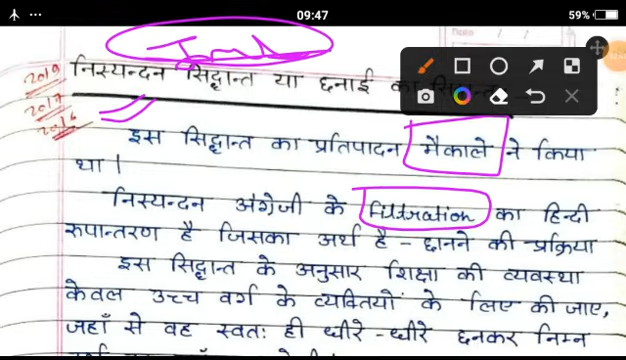 09:47
59%
Date
Imp
2019
निस्यन्दन सिद्धान्त या छनाई का
2017
2016
इस सिद्धान्त का प्रतिपादन मैकाले ने किया
था |
निस्यन्दन अंग्रेजी के Filtration का हिन्दी
रुपान्तरण है जिसका अर्थ है - छानने की प्रक्रिया
इस सिद्धान्त के अनुसार शिक्षा की व्यवस्था
केवल उच्च वर्ग के व्यक्तियों के लिए की जाए,
जहाँ से वह स्वतः ही धीरे-धीरे छनकर निम्न